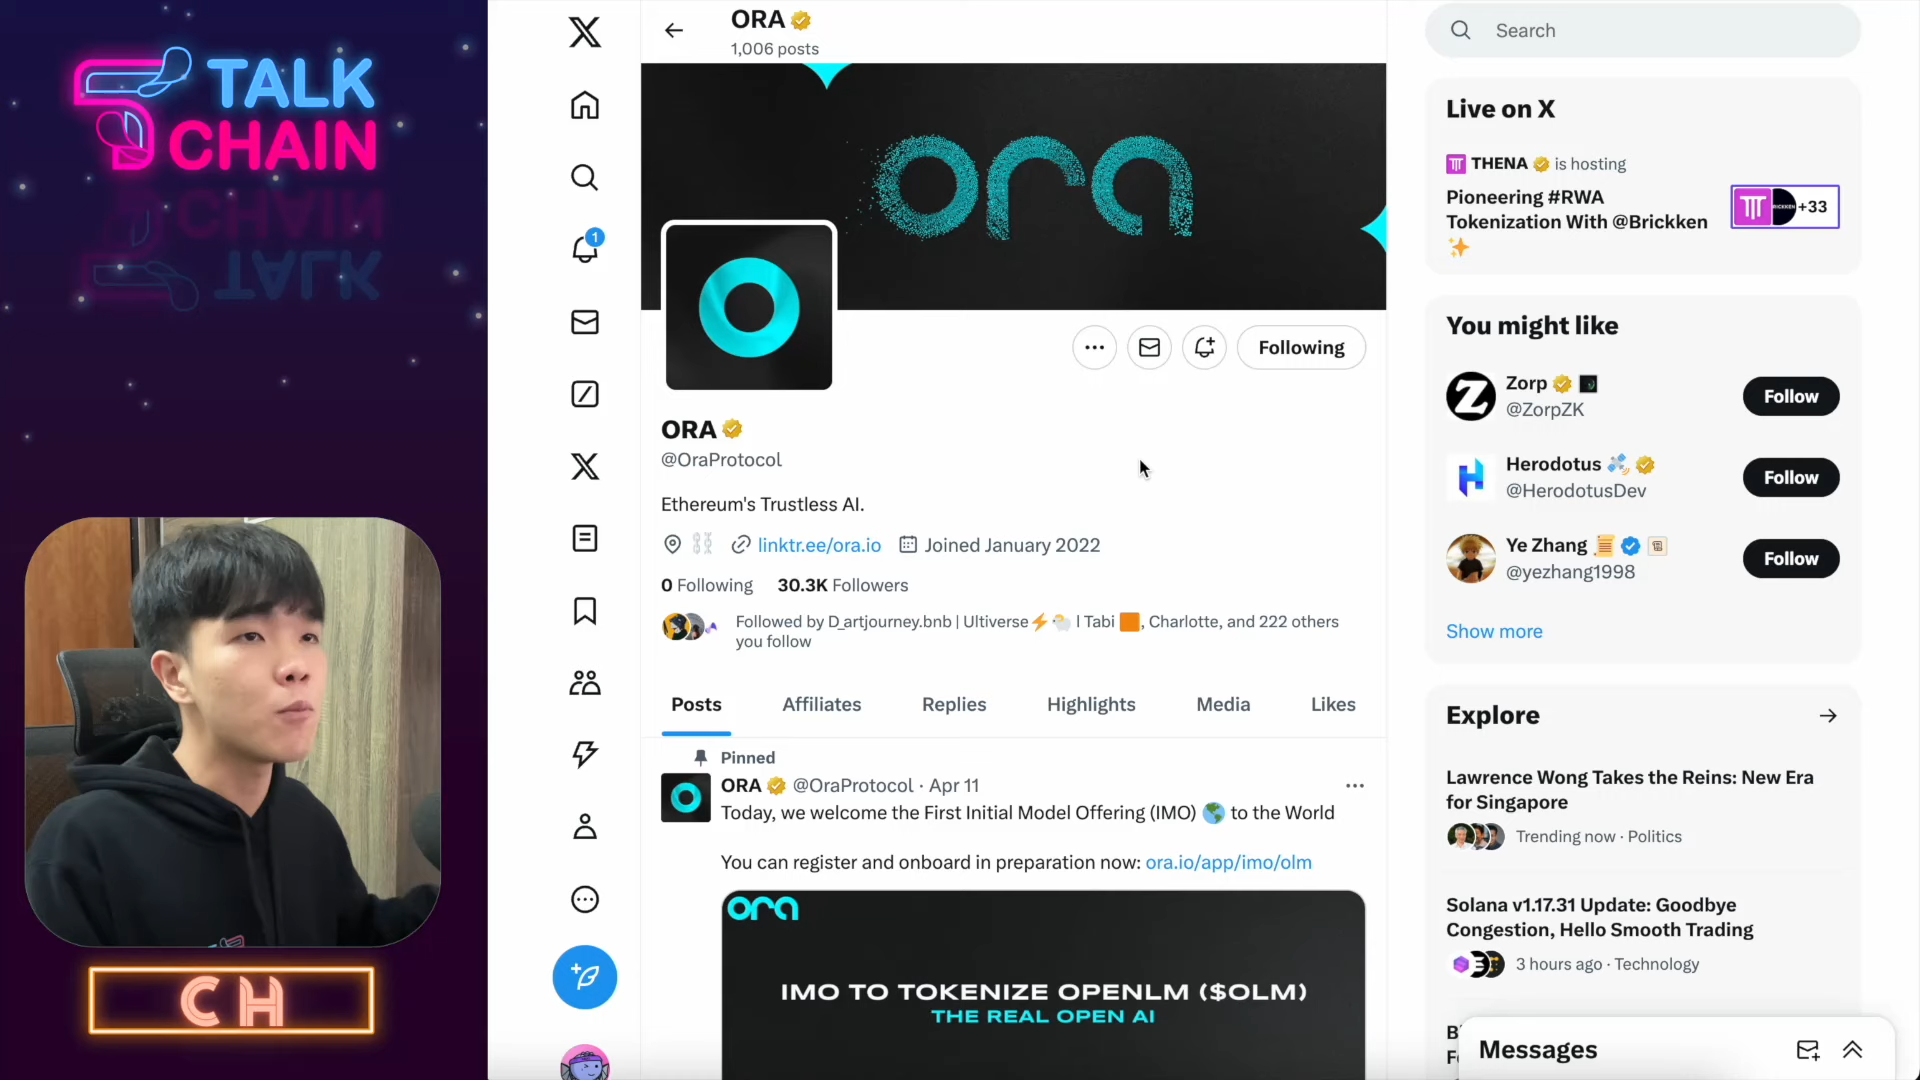 TALK
CHAIN
CH
1
ORA
1,006 posts
ora
Following
ORA
@OraProtocol
Ethereum's Trustless AI.
linktr.ee/ora.io Joined January 2022
0 Following 30.3K Followers
Followed by D_artjourney.bnb | Ultiverse⚡🐑 l Tabi 🟧, Charlotte, and 222 others
you follow
Posts Affiliates Replies Highlights Media Likes
Pinned
ORA @OraProtocol · Apr 11
Today, we welcome the First Initial Model Offering (IMO) 🌎 to the World
You can register and onboard in preparation now: ora.io/app/imo/olm
ora
IMO TO TOKENIZE OPENLM ($OLM)
THE REAL OPEN AI
Search
Live on X
THENA is hosting
Pioneering #RWA
Tokenization With @Brickken
✨
+33
You might like
Zorp
@ZorpZK
Follow
Herodotus 🛰️
@HerodotusDev
Follow
Ye Zhang 📜
@yezhang1998
Follow
Show more
Explore
Lawrence Wong Takes the Reins: New Era
for Singapore
Trending now · Politics
Solana v1.17.31 Update: Goodbye
Congestion, Hello Smooth Trading
3 hours ago · Technology
Messages